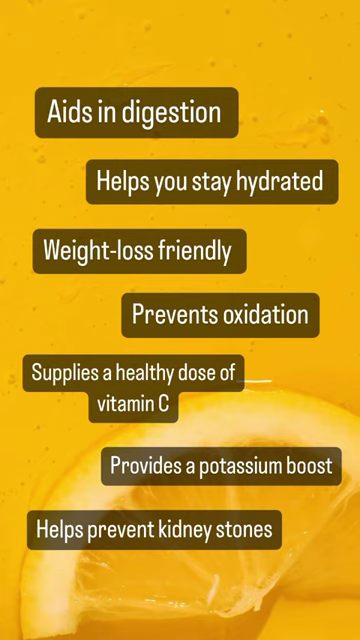 Aids in digestion
Helps you stay hydrated
Weight-loss friendly
Prevents oxidation
Supplies a healthy dose of
vitamin C
Provides a potassium boost
Helps prevent kidney stones